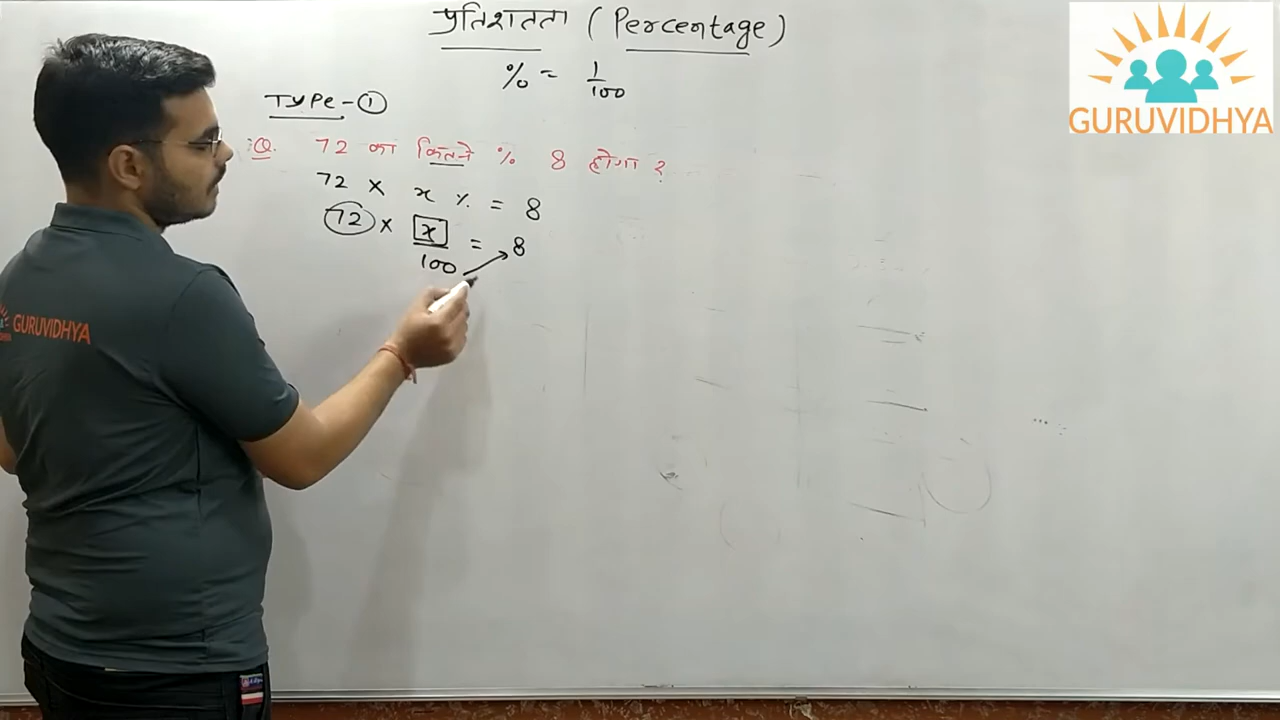 प्रतिशतता ( Percentage )
% = 1/100
TYPe - ①
Q. 72 का कितने % 8 होगा ?
72 × x % = 8
72 × x/100 = 8
GURUVIDHYA
GURUVIDHYA